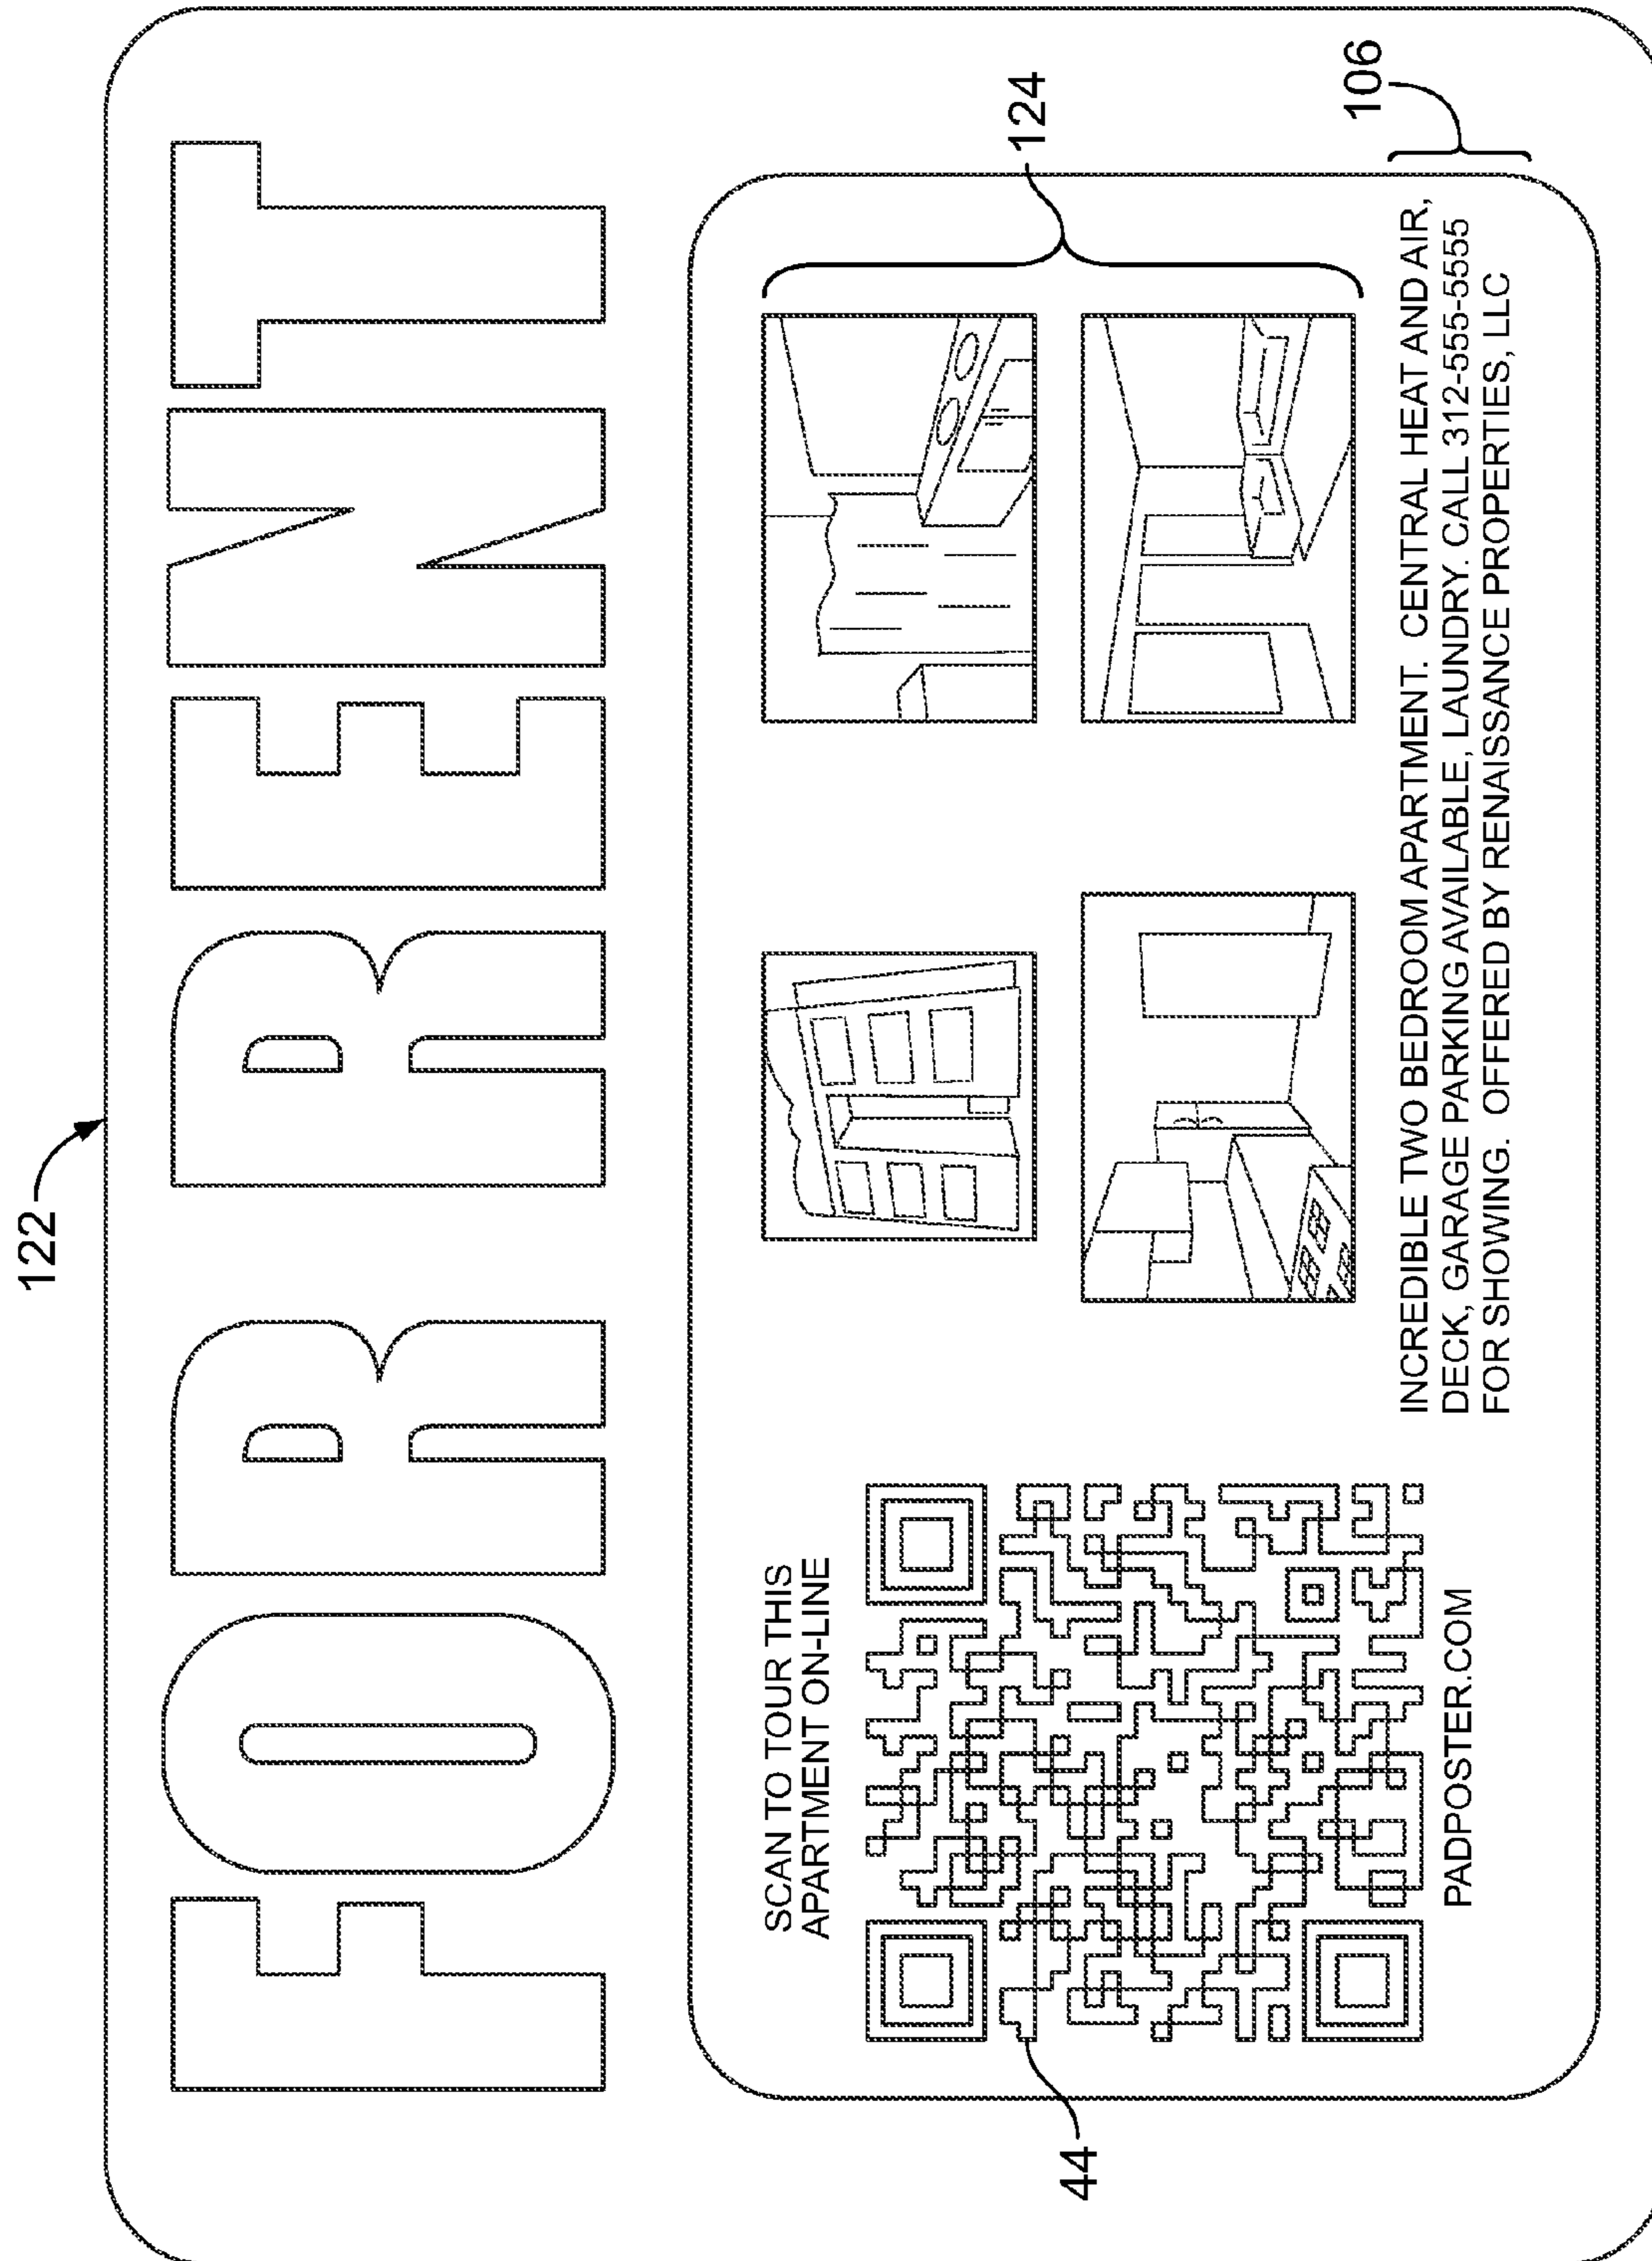 122
FOR RENT
SCAN TO TOUR THIS
APARTMENT ON-LINE
44
PADPOSTER.COM
124
INCREDIBLE TWO BEDROOM APARTMENT. CENTRAL HEAT AND AIR,
DECK, GARAGE PARKING AVAILABLE, LAUNDRY. CALL 312-555-5555
FOR SHOWING. OFFERED BY RENAISSANCE PROPERTIES, LLC
106